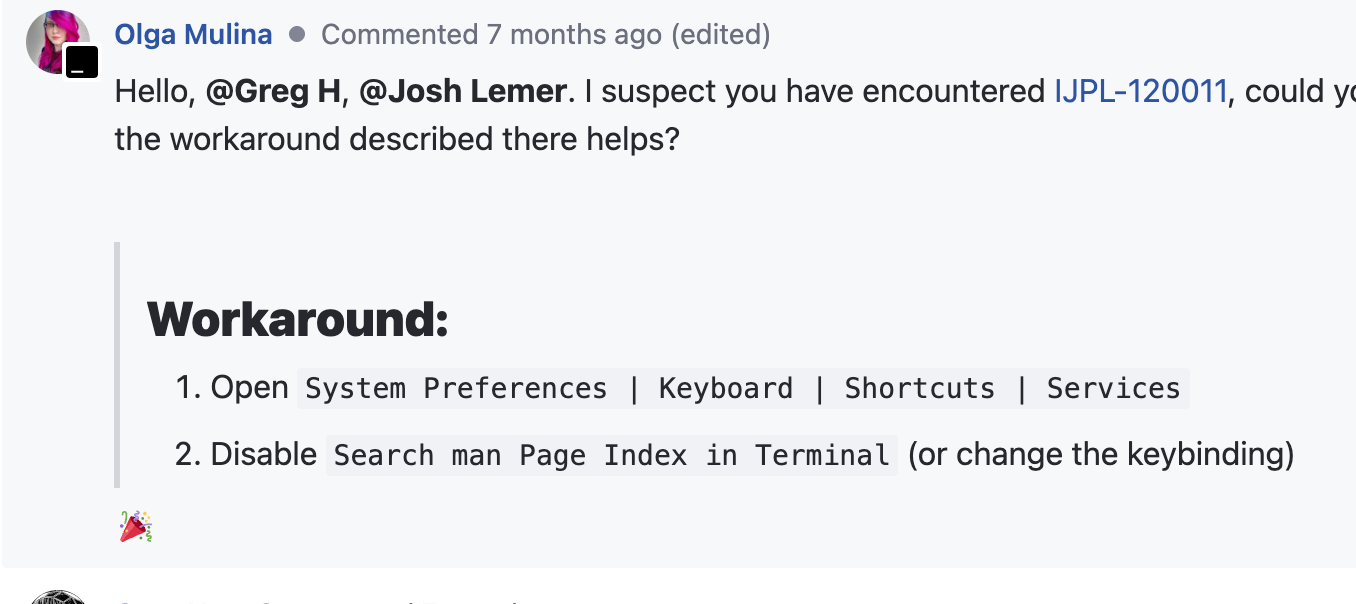 Olga Mulina ● Commented 7 months ago (edited)
Hello, @Greg H, @Josh Lemer. I suspect you have encountered IJPL-120011, could
the workaround described there helps?
Workaround:
1. Open System Preferences | Keyboard | Shortcuts | Services
2. Disable Search man Page Index in Terminal (or change the keybinding)